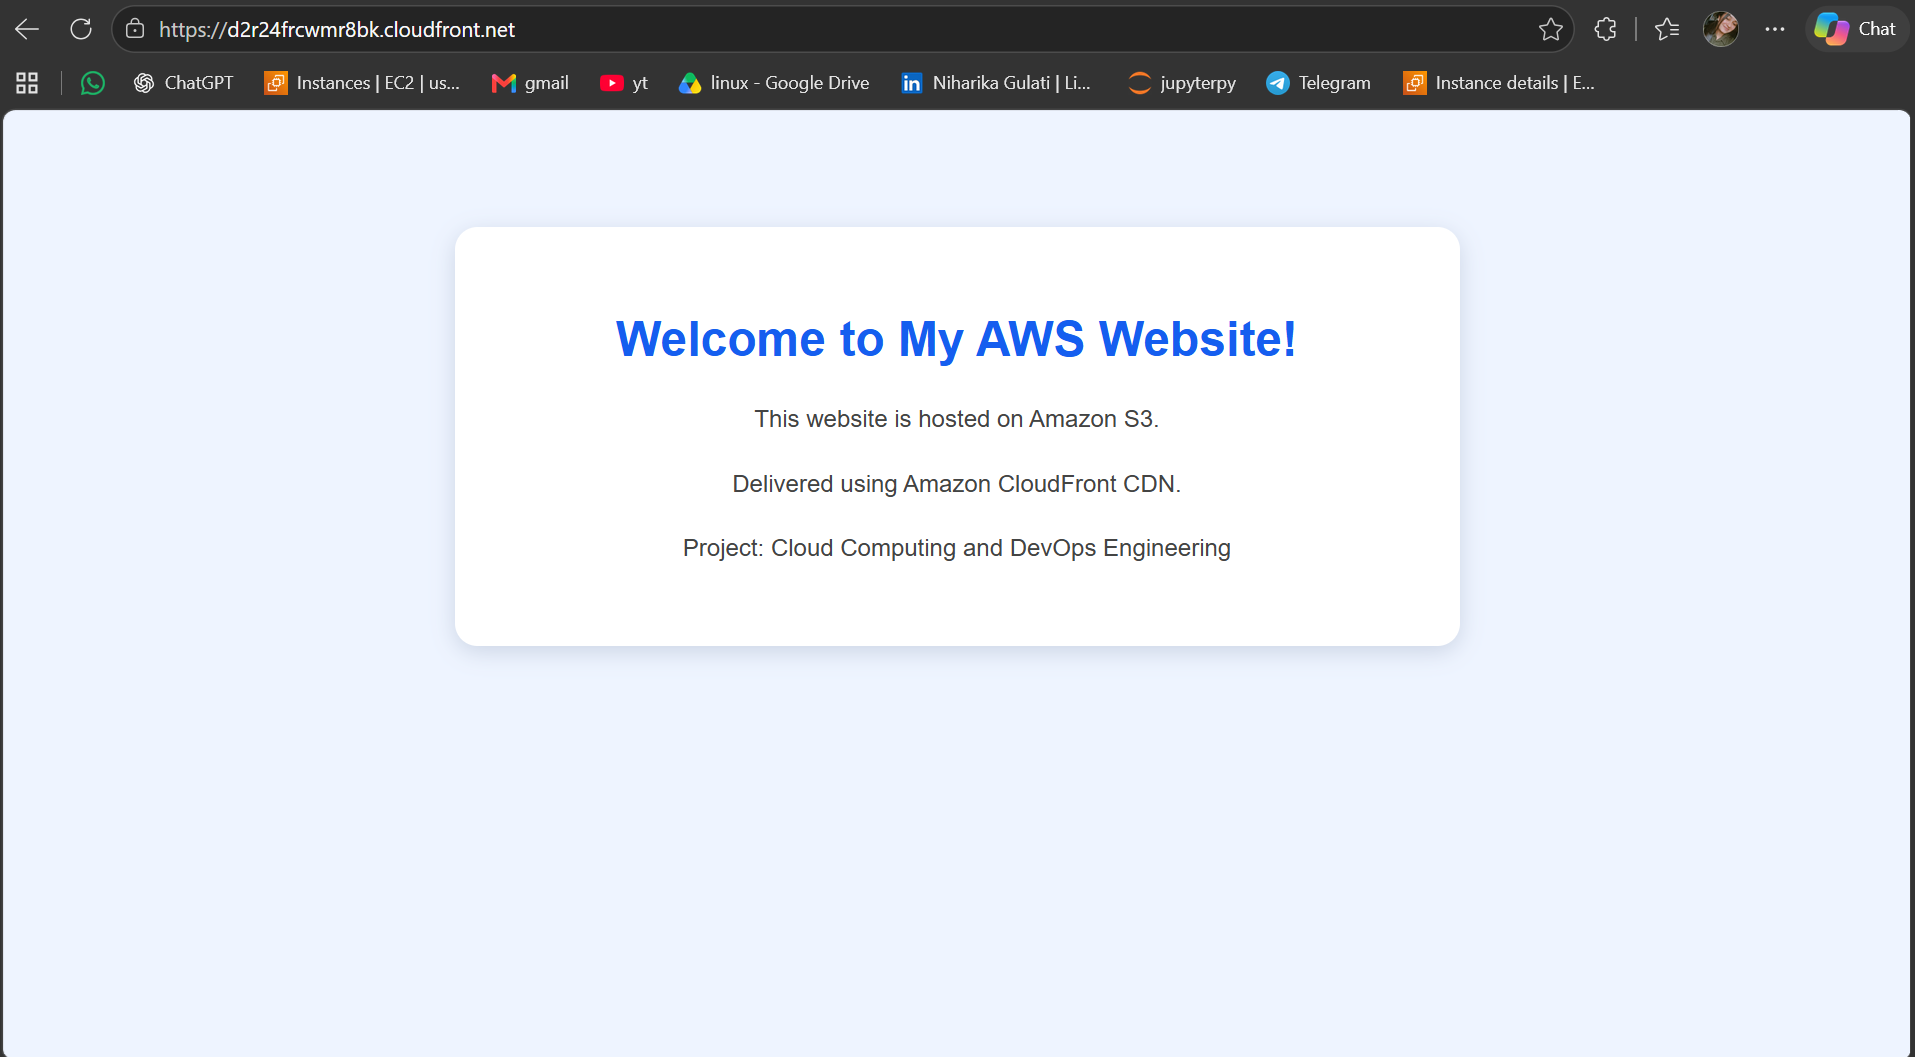 https://d2r24frcwmr8bk.cloudfront.net
Chat
ChatGPT
Instances | EC2 | us...
gmail
yt
linux - Google Drive
Niharika Gulati | Li...
jupyterpy
Telegram
Instance details | E...
Welcome to My AWS Website!
This website is hosted on Amazon S3.
Delivered using Amazon CloudFront CDN.
Project: Cloud Computing and DevOps Engineering